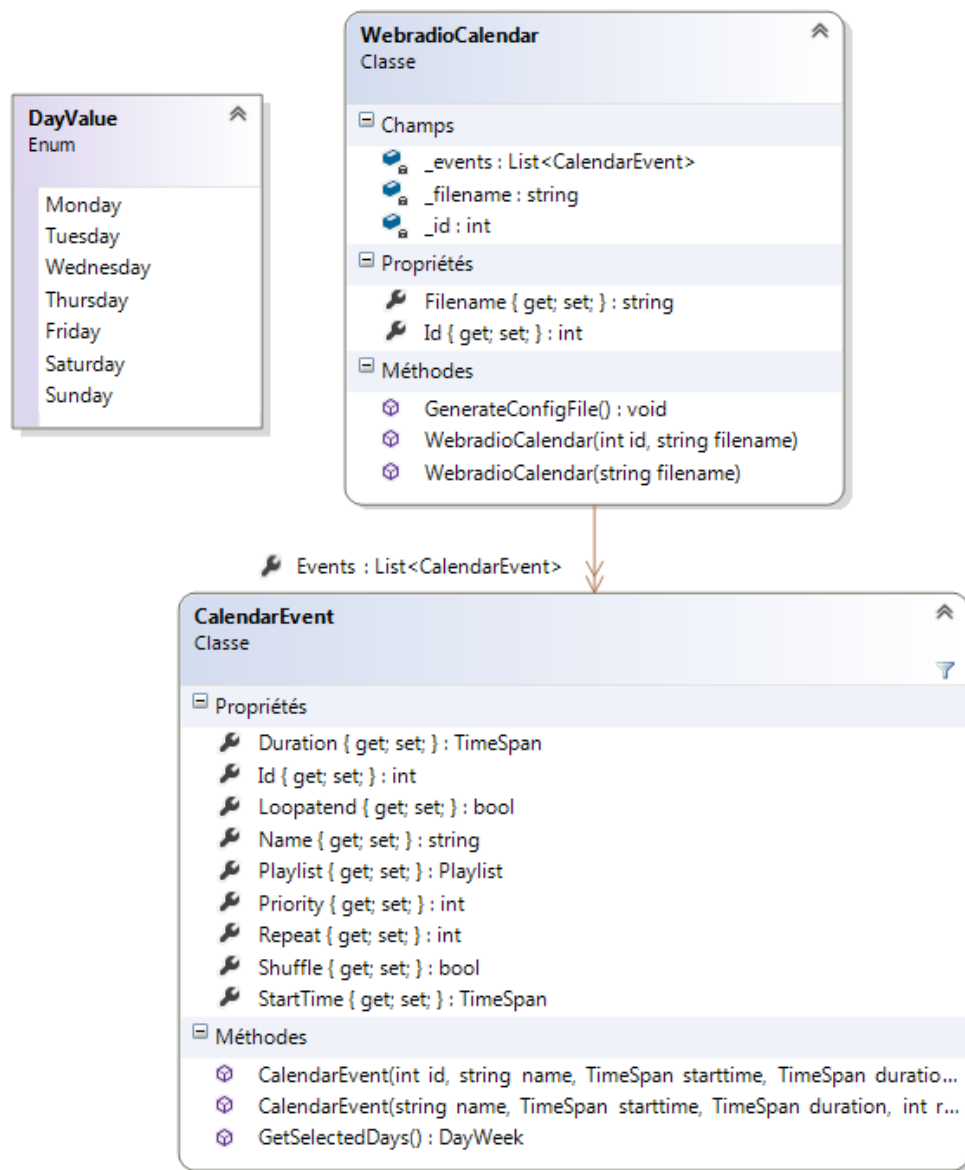 WebradioCalendar
Classe
Champs
_events : List<CalendarEvent>
_filename : string
_id : int
Propriétés
Filename { get; set; } : string
Id { get; set; } : int
Méthodes
GenerateConfigFile() : void
WebradioCalendar(int id, string filename)
WebradioCalendar(string filename)
DayValue
Enum
Monday
Tuesday
Wednesday
Thursday
Friday
Saturday
Sunday
Events : List<CalendarEvent>
CalendarEvent
Classe
Propriétés
Duration { get; set; } : TimeSpan
Id { get; set; } : int
Loopatend { get; set; } : bool
Name { get; set; } : string
Playlist { get; set; } : Playlist
Priority { get; set; } : int
Repeat { get; set; } : int
Shuffle { get; set; } : bool
StartTime { get; set; } : TimeSpan
Méthodes
CalendarEvent(int id, string name, TimeSpan starttime, TimeSpan duratio...
CalendarEvent(string name, TimeSpan starttime, TimeSpan duration, int r...
GetSelectedDays() : DayWeek